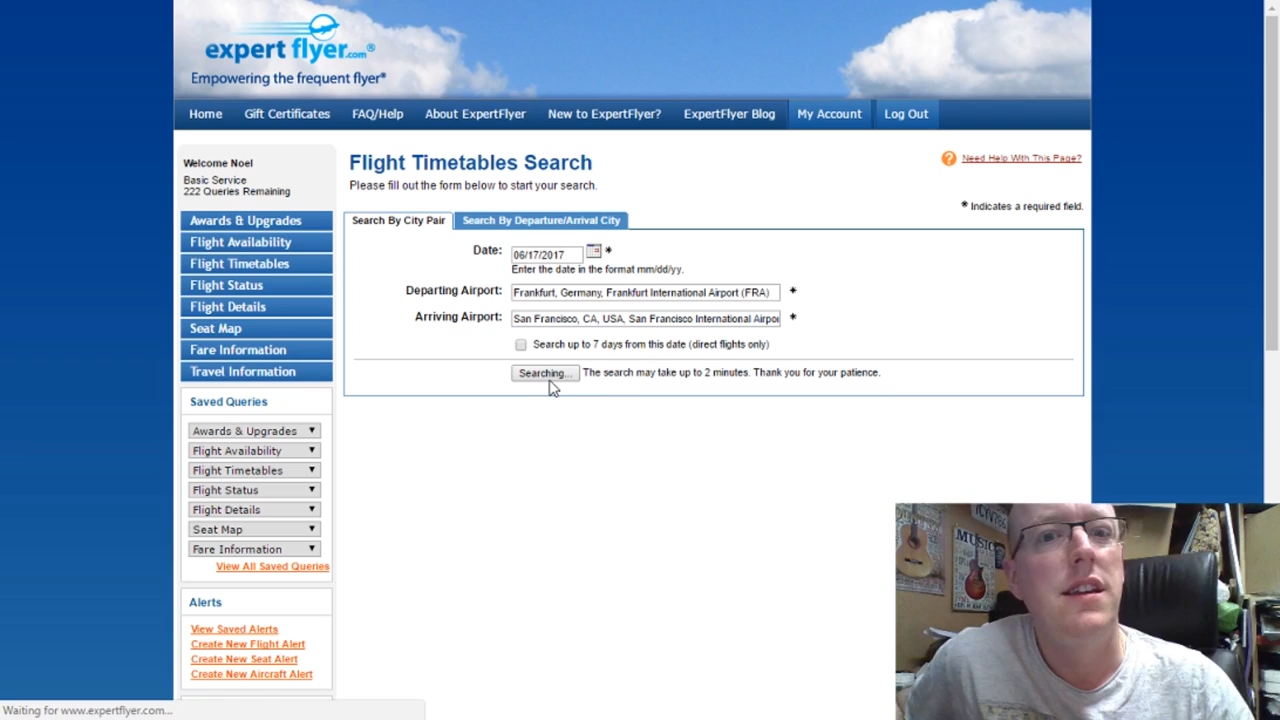 expert flyer.com®
Empowering the frequent flyer*
Home Gift Certificates FAQ/Help About ExpertFlyer New to ExpertFlyer? ExpertFlyer Blog My Account Log Out
Welcome Noel
Basic Service
222 Queries Remaining
Awards & Upgrades
Flight Availability
Flight Timetables
Flight Status
Flight Details
Seat Map
Fare Information
Travel Information
Saved Queries
Awards & Upgrades ▼
Flight Availability ▼
Flight Timetables ▼
Flight Status ▼
Flight Details ▼
Seat Map ▼
Fare Information ▼
View All Saved Queries
Alerts
View Saved Alerts
Create New Flight Alert
Create New Seat Alert
Create New Aircraft Alert
Flight Timetables Search
Please fill out the form below to start your search.
? Need Help With This Page?
* Indicates a required field.
Search By City Pair Search By Departure/Arrival City
Date: 06/17/2017 *
Enter the date in the format mm/dd/yy.
Departing Airport: Frankfurt, Germany, Frankfurt International Airport (FRA) *
Arriving Airport: San Francisco, CA, USA, San Francisco International Airpo *
Search up to 7 days from this date (direct flights only)
Searching... The search may take up to 2 minutes. Thank you for your patience.
MUSIC
Waiting for www.expertflyer.com...